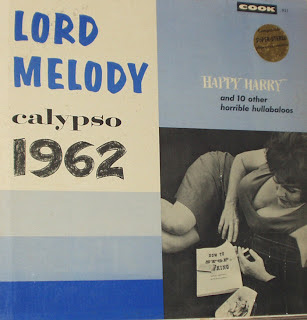 COOK
LORD
MELODY
calypso
1962
HAPPY HARRY
and 10 other
horrible hullabaloos
HOW TO
STOP